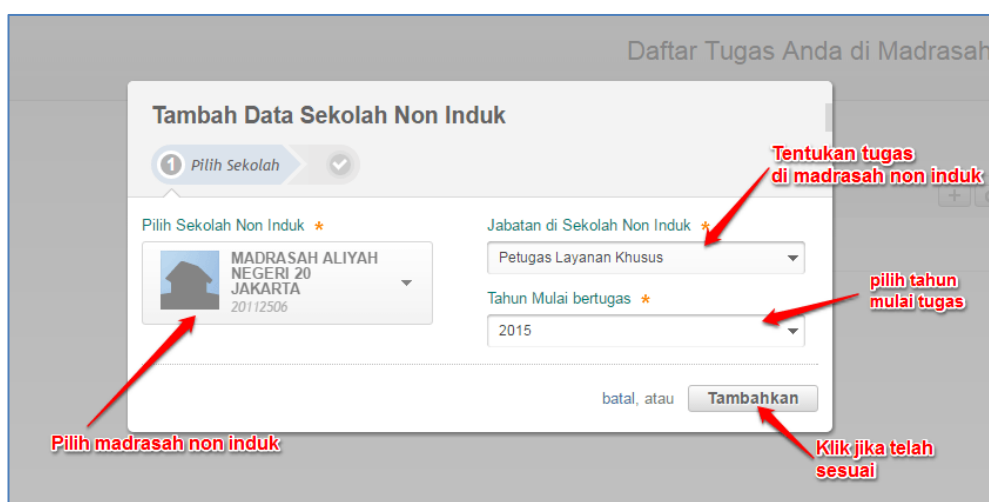 Daftar Tugas Anda di Madrasah
Tambah Data Sekolah Non Induk
1 Pilih Sekolah
Tentukan tugas
di madrasah non induk
Pilih Sekolah Non Induk *
MADRASAH ALIYAH
NEGERI 20
JAKARTA
20112506
Jabatan di Sekolah Non Induk *
Petugas Layanan Khusus
Tahun Mulai bertugas *
2015
pilih tahun
mulai tugas
batal, atau Tambahkan
Pilih madrasah non induk
Klik jika telah
sesuai